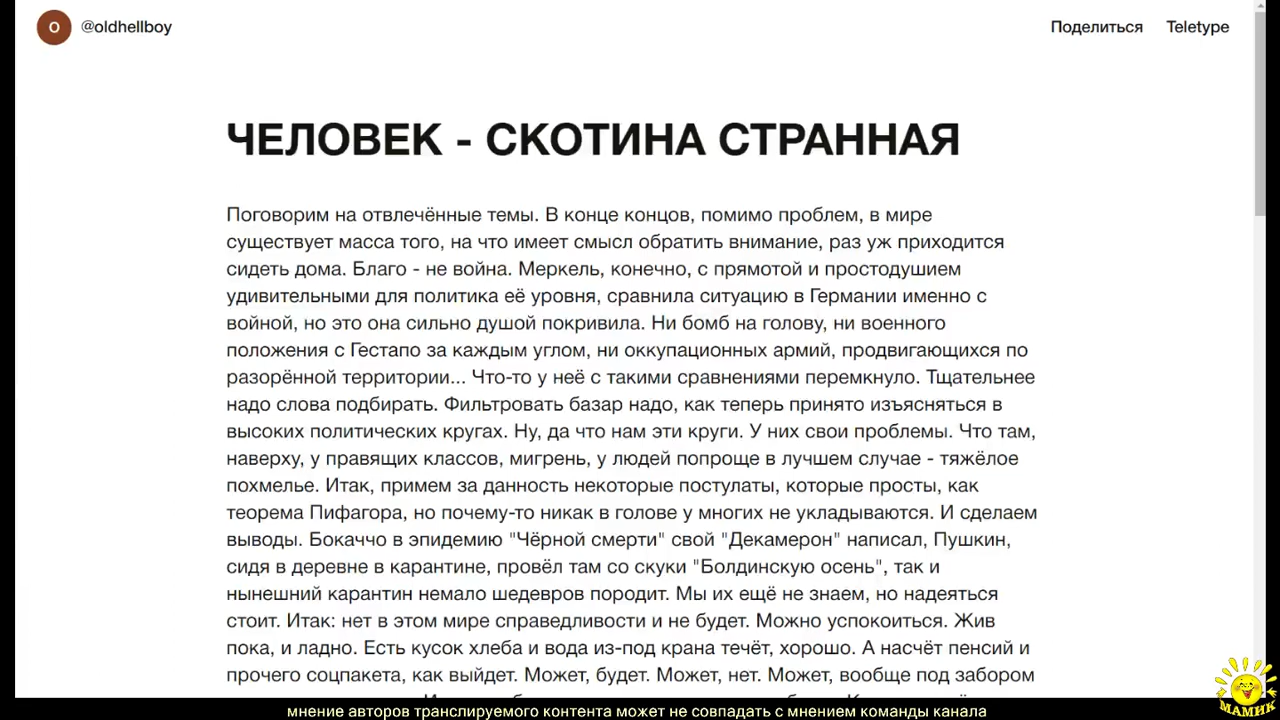 O @oldhellboy Поделиться Teletype
ЧЕЛОВЕК - СКОТИНА СТРАННАЯ
Поговорим на отвлечённые темы. В конце концов, помимо проблем, в мире
существует масса того, на что имеет смысл обратить внимание, раз уж приходится
сидеть дома. Благо - не война. Меркель, конечно, с прямотой и простодушием
удивительными для политика её уровня, сравнила ситуацию в Германии именно с
войной, но это она сильно душой покривила. Ни бомб на голову, ни военного
положения с Гестапо за каждым углом, ни оккупационных армий, продвигающихся по
разорённой территории... Что-то у неё с такими сравнениями перемкнуло. Тщательнее
надо слова подбирать. Фильтровать базар надо, как теперь принято изъясняться в
высоких политических кругах. Ну, да что нам эти круги. У них свои проблемы. Что там,
наверху, у правящих классов, мигрень, у людей попроще в лучшем случае - тяжёлое
похмелье. Итак, примем за данность некоторые постулаты, которые просты, как
теорема Пифагора, но почему-то никак в голове у многих не укладываются. И сделаем
выводы. Бокаччо в эпидемию "Чёрной смерти" свой "Декамерон" написал, Пушкин,
сидя в деревне в карантине, провёл там со скуки "Болдинскую осень", так и
нынешний карантин немало шедевров породит. Мы их ещё не знаем, но надеяться
стоит. Итак: нет в этом мире справедливости и не будет. Можно успокоиться. Жив
пока, и ладно. Есть кусок хлеба и вода из-под крана течёт, хорошо. А насчёт пенсий и
прочего соцпакета, как выйдет. Может, будет. Может, нет. Может, вообще под забором
МАМИК
мнение авторов транслируемого контента может не совпадать с мнением команды канала